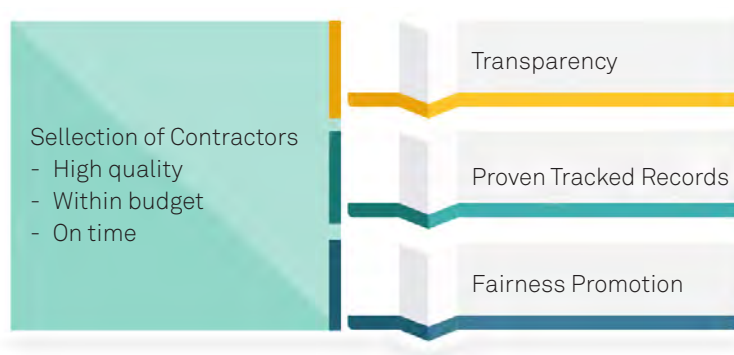 Sellection of Contractors
- High quality
- Within budget
- On time
Transparency
Proven Tracked Records
Fairness Promotion